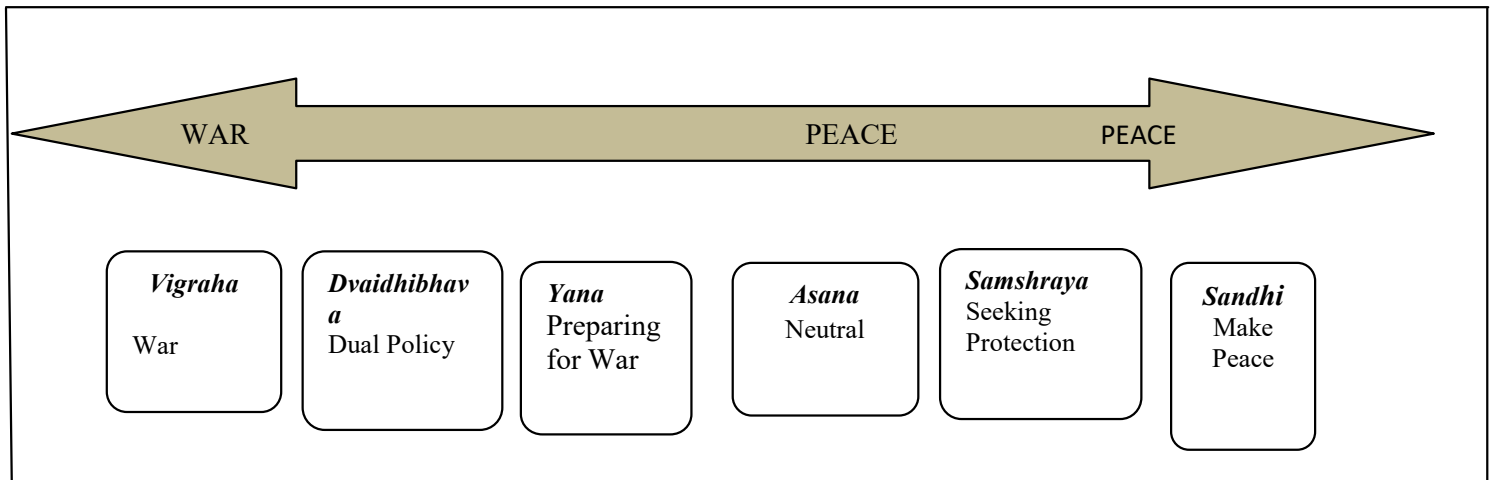 WAR PEACE PEACE
Vigraha
War
Dvaidhibhav
a
Dual Policy
Yana
Preparing
for War
Asana
Neutral
Samshraya
Seeking
Protection
Sandhi
Make
Peace